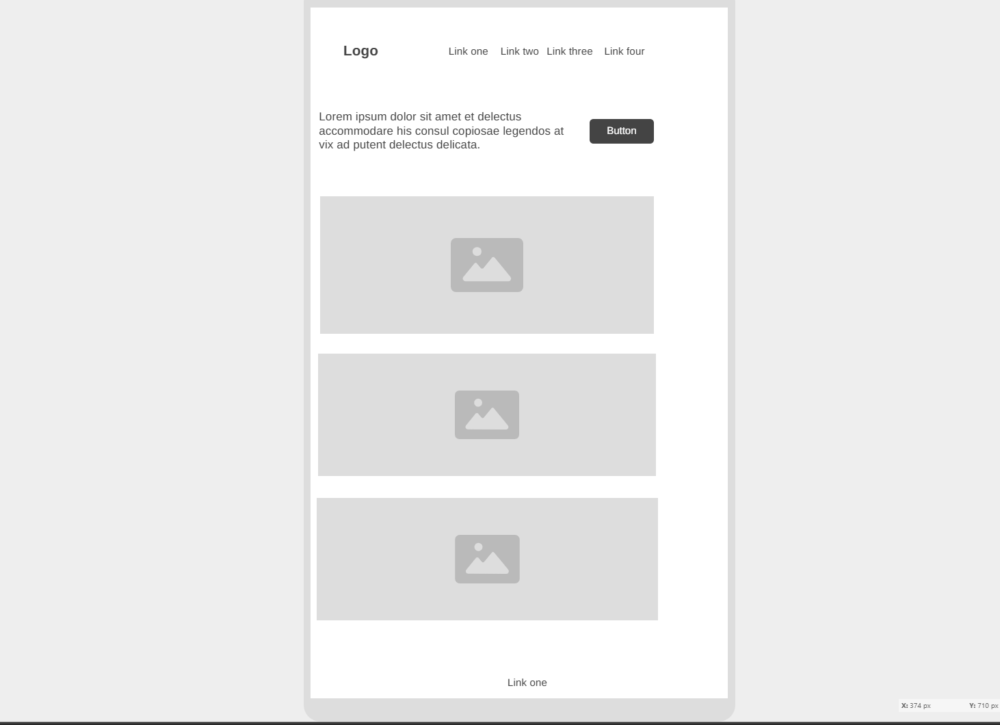 Logo
Link one Link two Link three Link four
Lorem ipsum dolor sit amet et delectus
accommodare his consul copiosae legendos at
vix ad putent delectus delicata.
Button
Link one
X: 374 px Y: 710 px